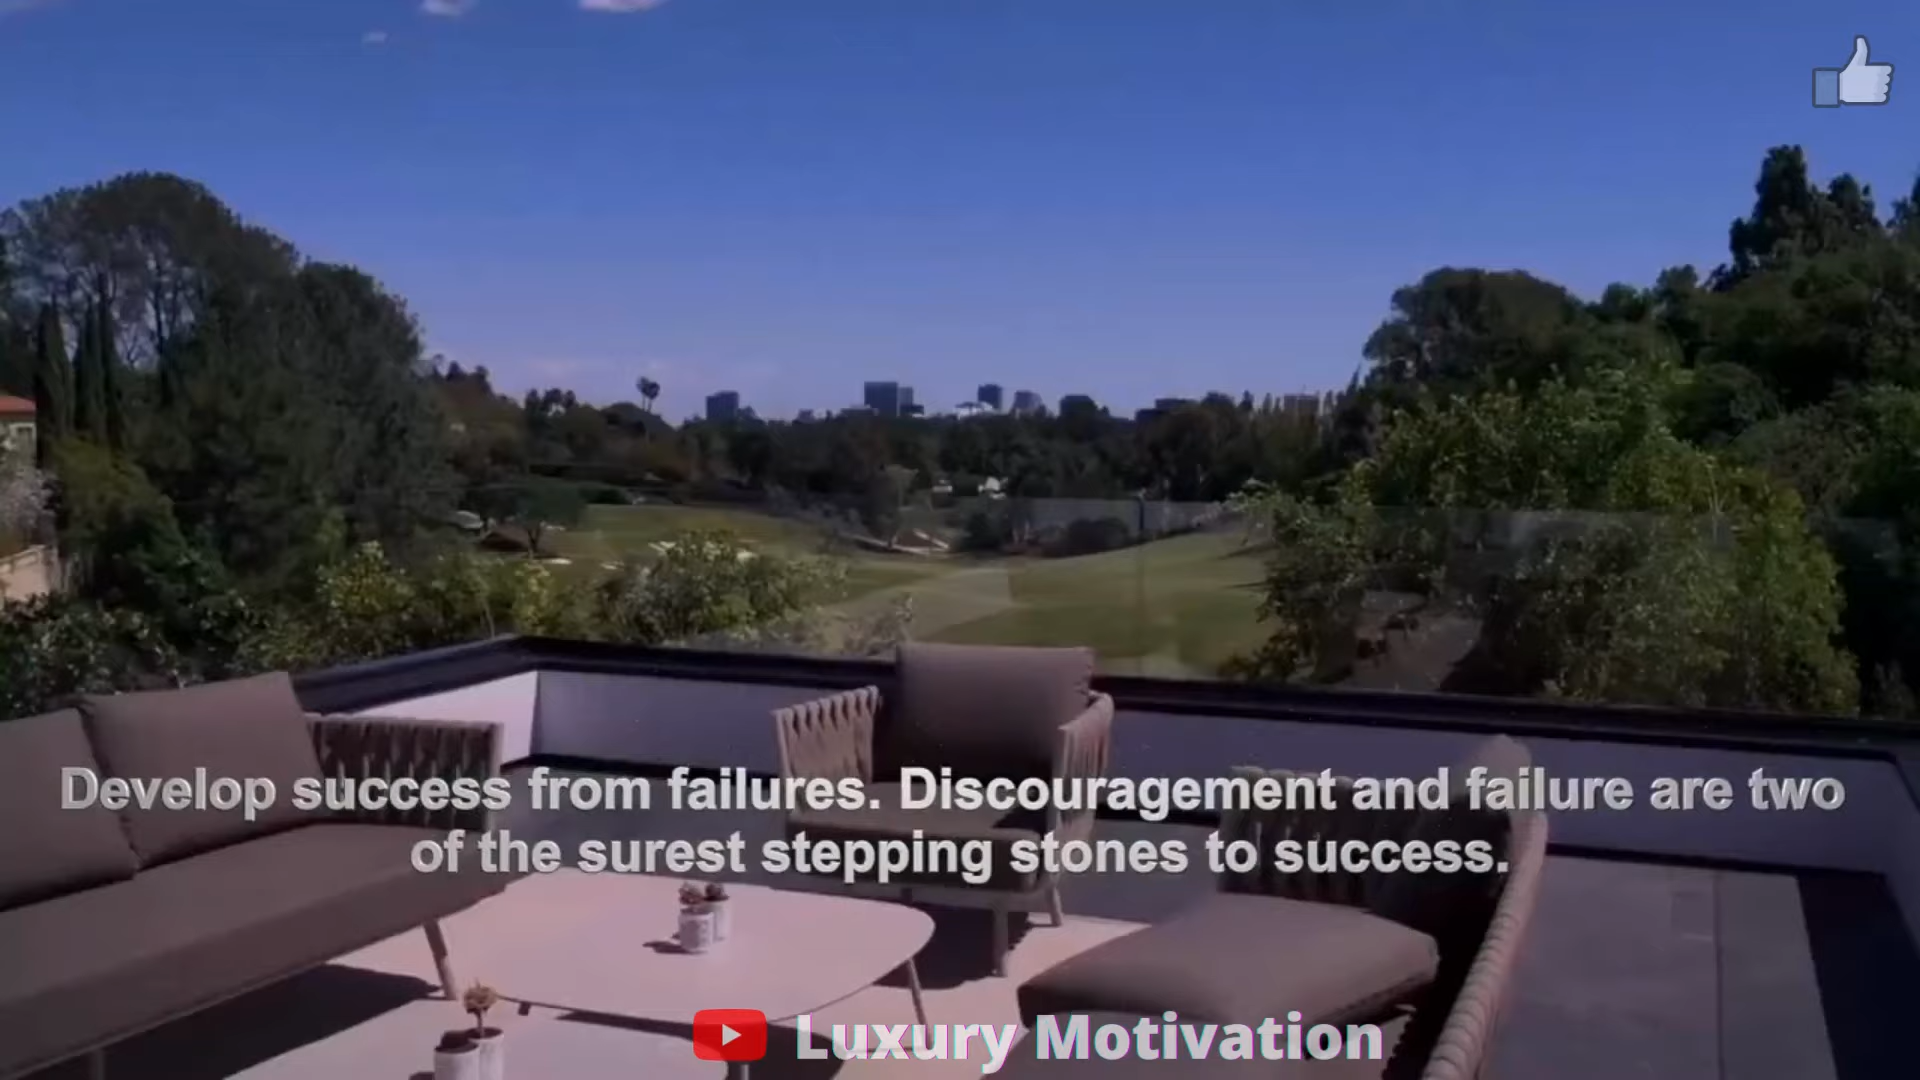 Develop success from failures. Discouragement and failure are two
of the surest stepping stones to success.
Luxury Motivation